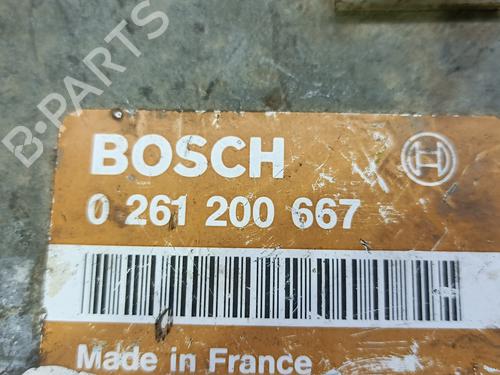 B-PARTS
BOSCH
0 261 200 667
Made in France